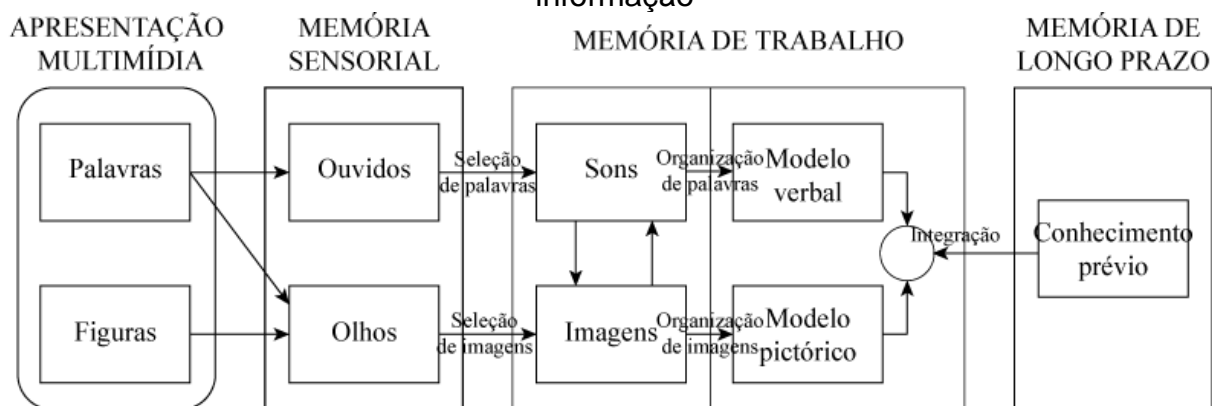 informação
APRESENTAÇÃO
MULTIMÍDIA
MEMÓRIA
SENSORIAL
MEMÓRIA DE TRABALHO
MEMÓRIA DE
LONGO PRAZO
Palavras
Ouvidos
Seleção
de palavras
Sons
Organização
de palavras
Modelo
verbal
Integração
Conhecimento
prévio
Figuras
Olhos
Seleção
de imagens
Imagens
Organização
de imagens
Modelo
pictórico